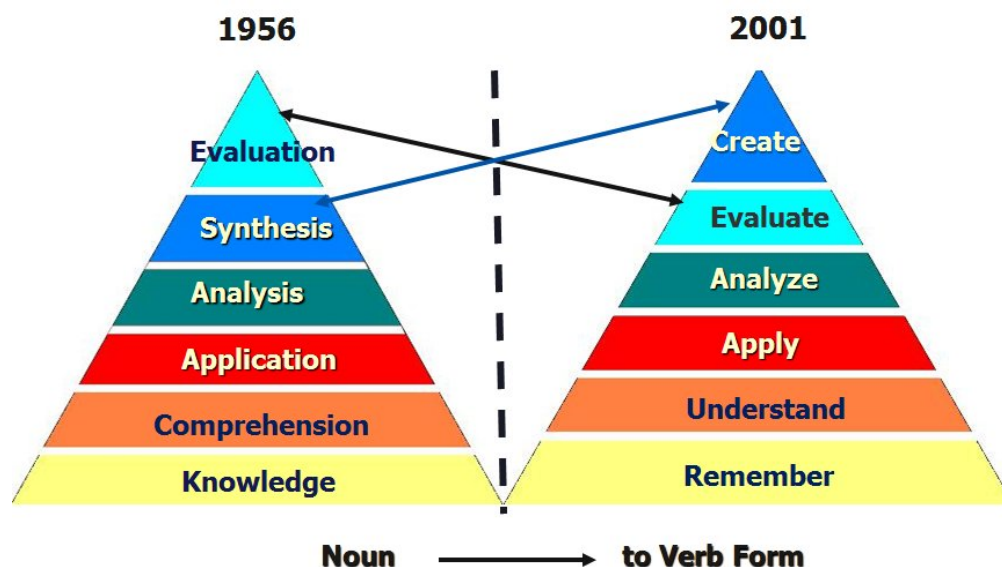 1956
Evaluation
Synthesis
Analysis
Application
Comprehension
Knowledge
2001
Create
Evaluate
Analyze
Apply
Understand
Remember
Noun to Verb Form